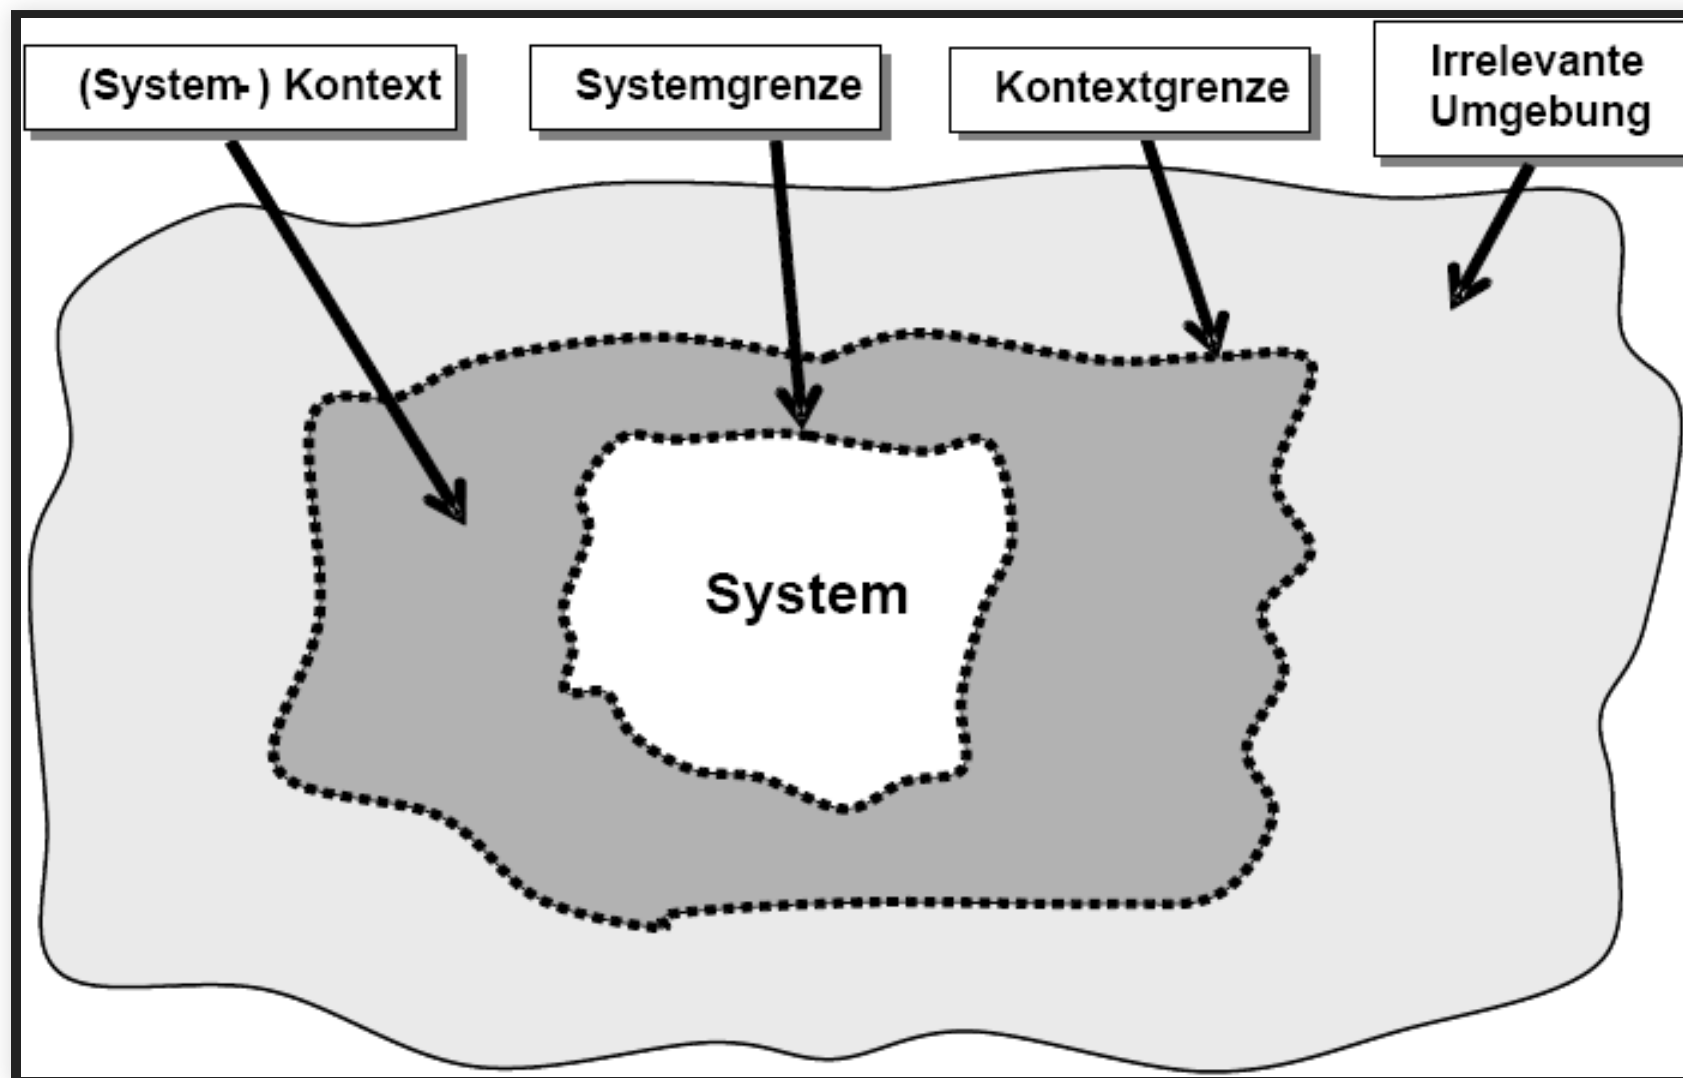 (System-) Kontext
Systemgrenze
Kontextgrenze
Irrelevante
Umgebung
System